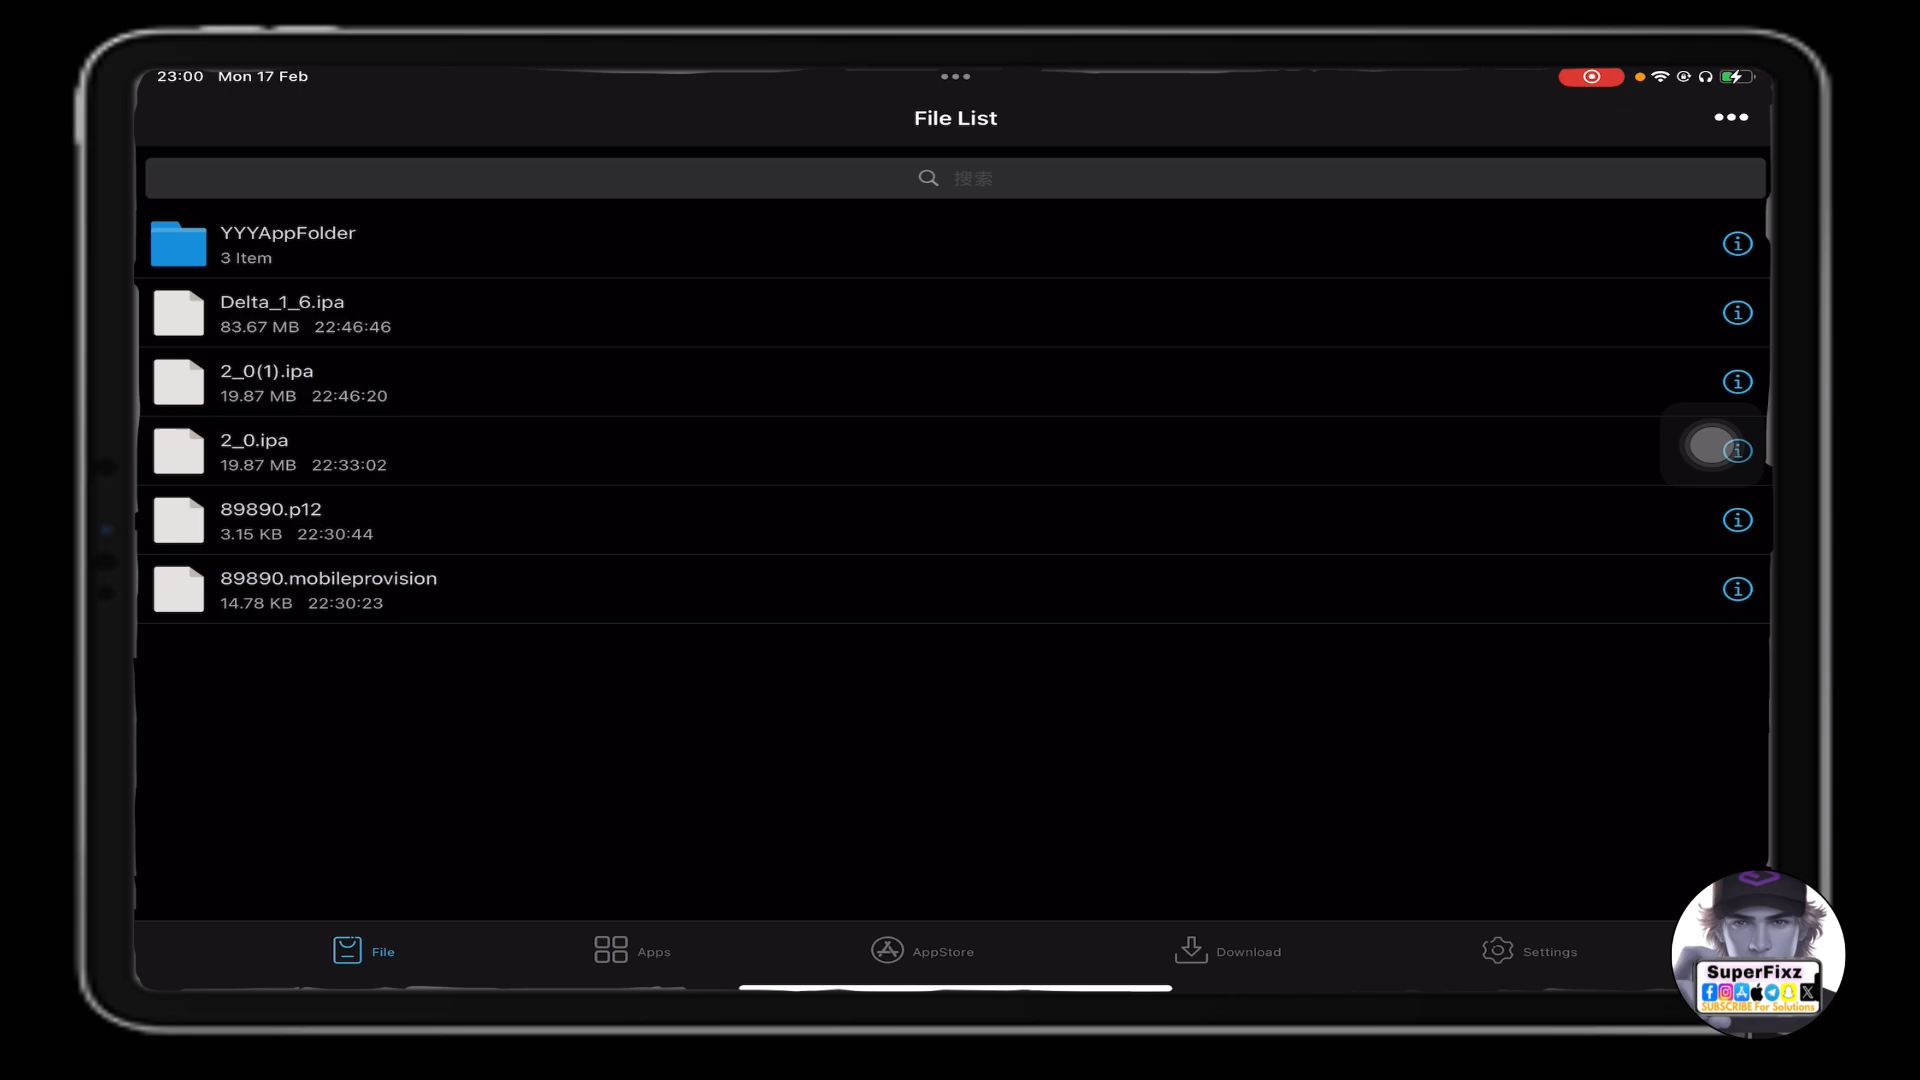 23:00 Mon 17 Feb
File List
搜索
YYYAppFolder
3 Item
Delta_1_6.ipa
83.67 MB 22:46:46
2_0(1).ipa
19.87 MB 22:46:20
2_0.ipa
19.87 MB 22:33:02
89890.p12
3.15 KB 22:30:44
89890.mobileprovision
14.78 KB 22:30:23
File
Apps
AppStore
Download
Settings
SuperFixz
SUBSCRIBE For Solutions